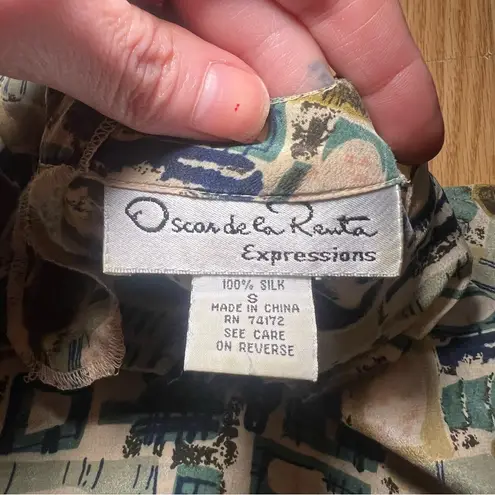 Oscar de la Renta
Expressions
100% SILK
S
MADE IN CHINA
RN 74172
SEE CARE
ON REVERSE